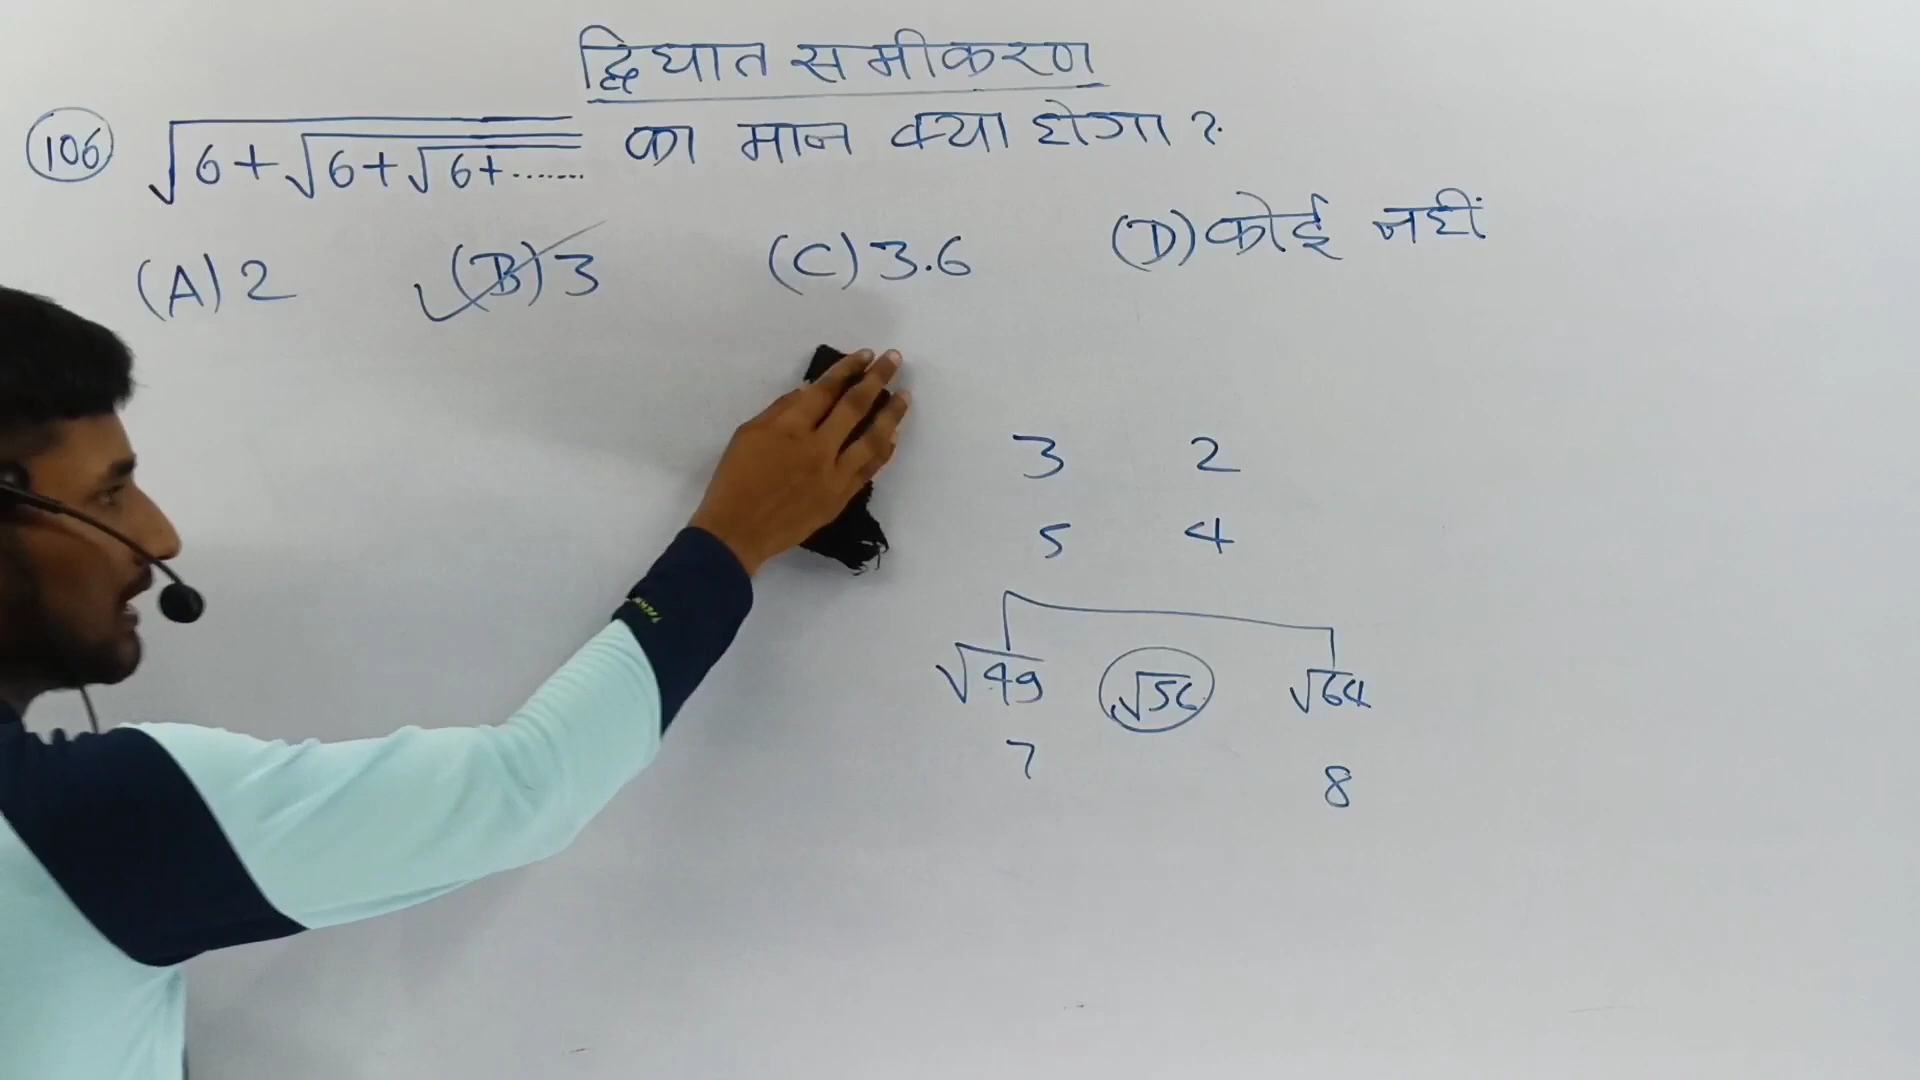 द्विघात समीकरण
106 √6+√6+√6+....... का मान क्या होगा ?
(A) 2 (B) 3 (C) 3.6 (D) कोई नहीं
3 2
5 4
√49 √56 √64
7 8